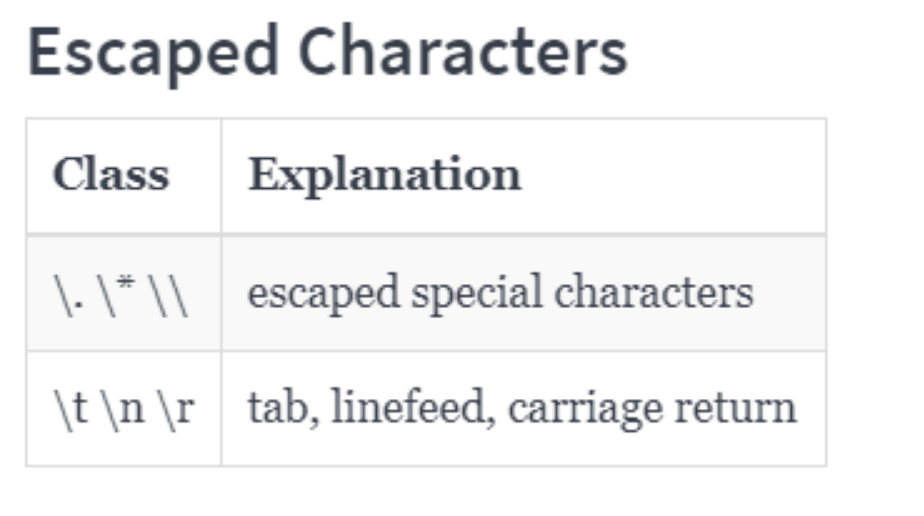 Escaped Characters
Class Explanation
\. \* \\ escaped special characters
\t \n \r tab, linefeed, carriage return